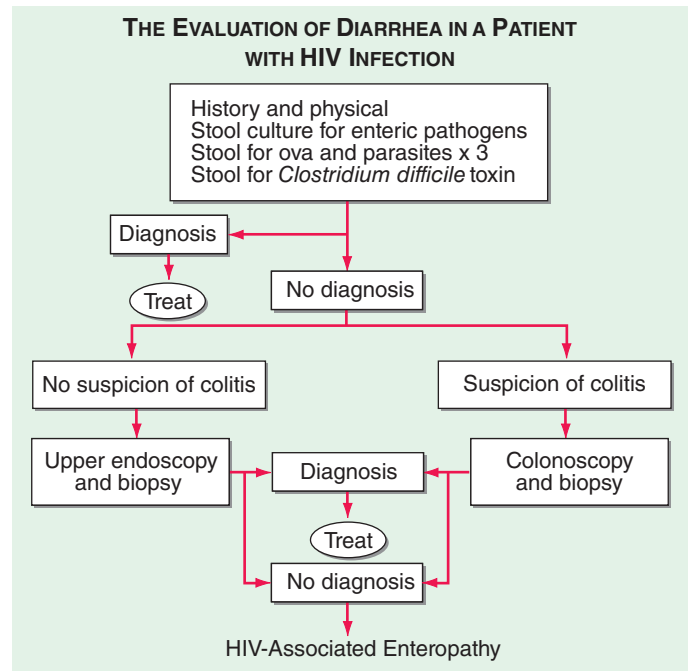 THE EVALUATION OF DIARRHEA IN A PATIENT
WITH HIV INFECTION
History and physical
Stool culture for enteric pathogens
Stool for ova and parasites x 3
Stool for Clostridium difficile toxin
Diagnosis
Treat
No diagnosis
No suspicion of colitis
Suspicion of colitis
Upper endoscopy
and biopsy
Diagnosis
Colonoscopy
and biopsy
Treat
No diagnosis
HIV-Associated Enteropathy